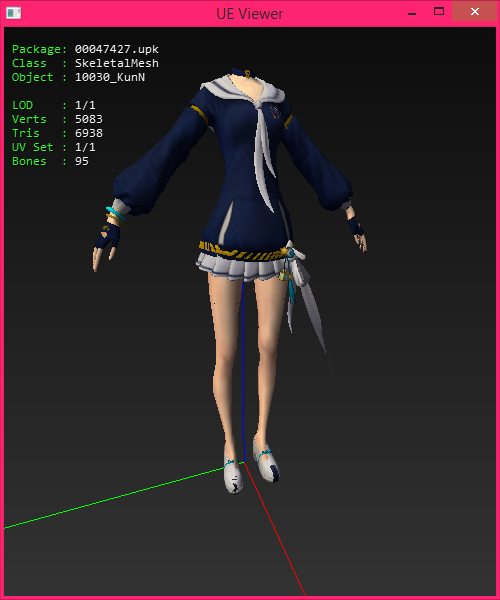 UE Viewer
Package: 00047427.upk
Class  : SkeletalMesh
Object : 10030_KunN
LOD    : 1/1
Verts  : 5083
Tris   : 6938
UV Set : 1/1
Bones  : 95